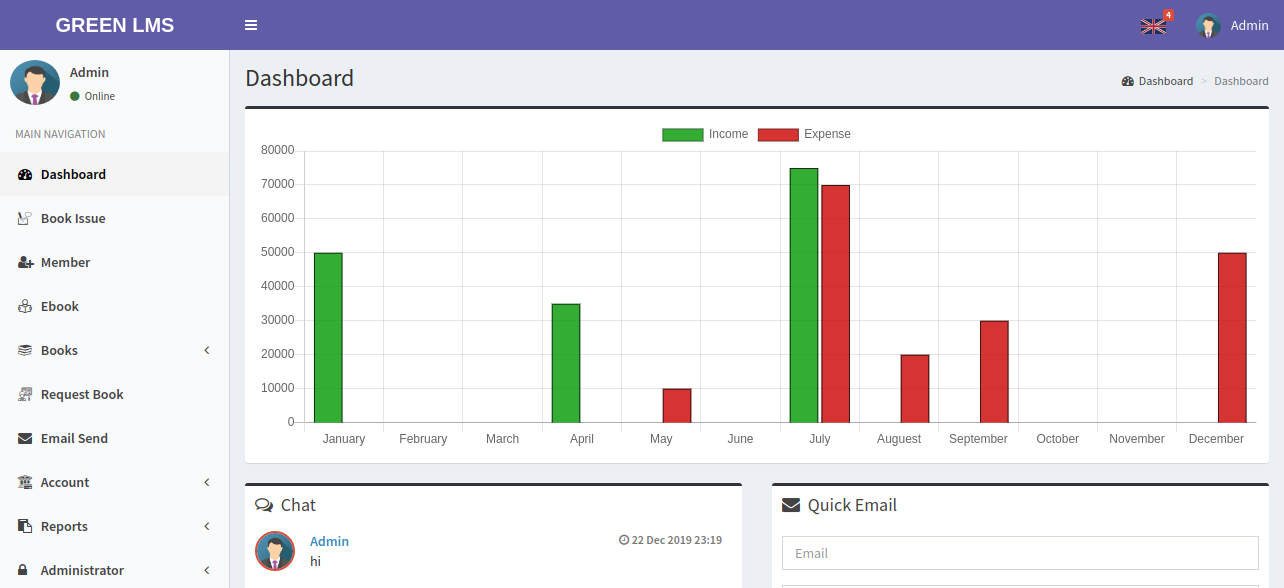 GREEN LMS
4
Admin
Admin
Online
MAIN NAVIGATION
Dashboard
Book Issue
Member
Ebook
Books
Request Book
Email Send
Account
Reports
Administrator
Dashboard
Dashboard > Dashboard
Income Expense
80000
70000
60000
50000
40000
30000
20000
10000
0
January February March April May June July Auguest September October November December
Chat
Admin 22 Dec 2019 23:19
hi
Quick Email
Email